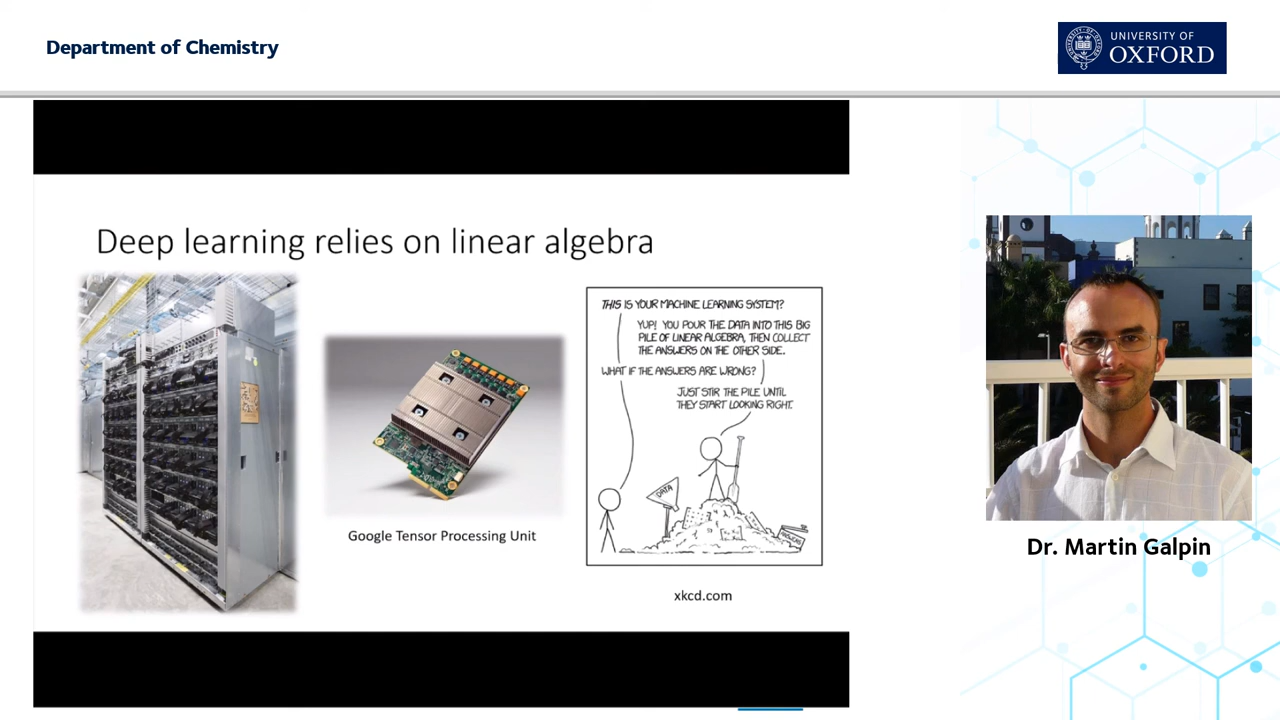 Department of Chemistry
UNIVERSITY OF
OXFORD
Deep learning relies on linear algebra
THIS IS YOUR MACHINE LEARNING SYSTEM?
YUP! YOU POUR THE DATA INTO THIS BIG
PILE OF LINEAR ALGEBRA, THEN COLLECT
THE ANSWERS ON THE OTHER SIDE.
WHAT IF THE ANSWERS ARE WRONG?
JUST STIR THE PILE UNTIL
THEY START LOOKING RIGHT.
DATA
Google Tensor Processing Unit
xkcd.com
Dr. Martin Galpin